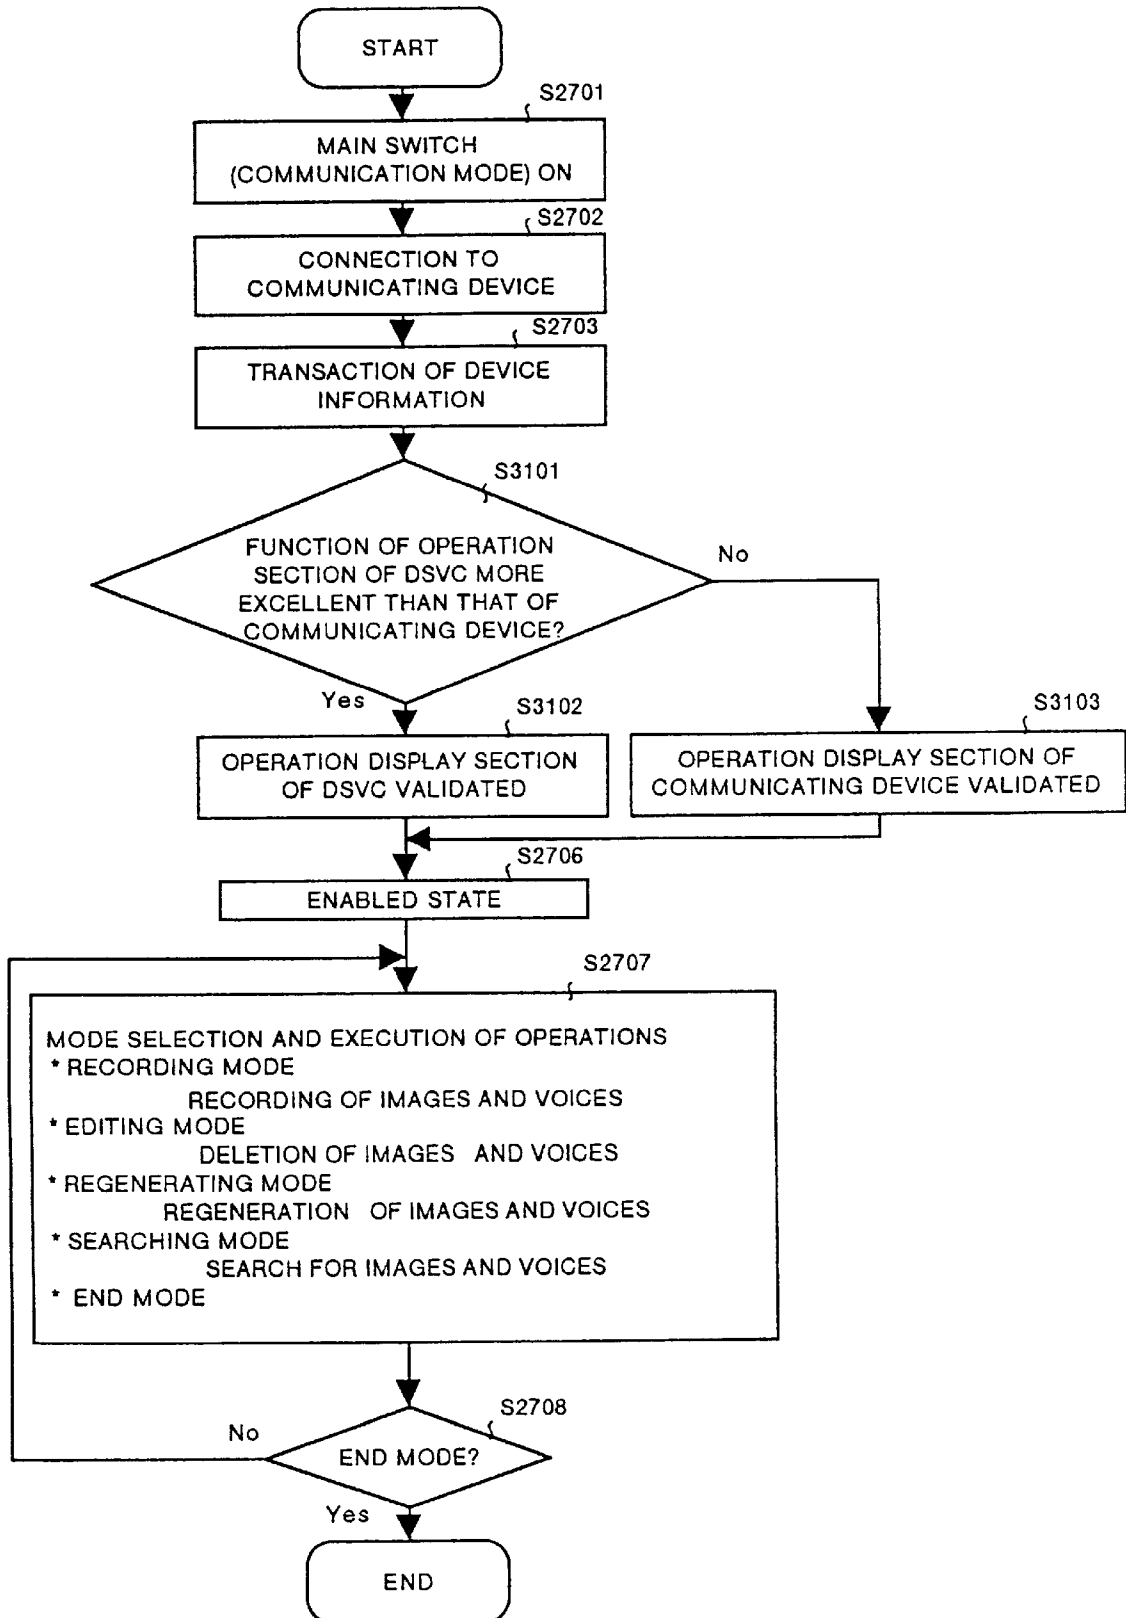 START
S2701
MAIN SWITCH
(COMMUNICATION MODE) ON
S2702
CONNECTION TO
COMMUNICATING DEVICE
S2703
TRANSACTION OF DEVICE
INFORMATION
S3101
FUNCTION OF OPERATION
SECTION OF DSVC MORE
EXCELLENT THAN THAT OF
COMMUNICATING DEVICE?
No
Yes
S3102
OPERATION DISPLAY SECTION
OF DSVC VALIDATED
S3103
OPERATION DISPLAY SECTION OF
COMMUNICATING DEVICE VALIDATED
S2706
ENABLED STATE
S2707
MODE SELECTION AND EXECUTION OF OPERATIONS
* RECORDING MODE
RECORDING OF IMAGES AND VOICES
* EDITING MODE
DELETION OF IMAGES AND VOICES
* REGENERATING MODE
REGENERATION OF IMAGES AND VOICES
* SEARCHING MODE
SEARCH FOR IMAGES AND VOICES
* END MODE
S2708
No
END MODE?
Yes
END